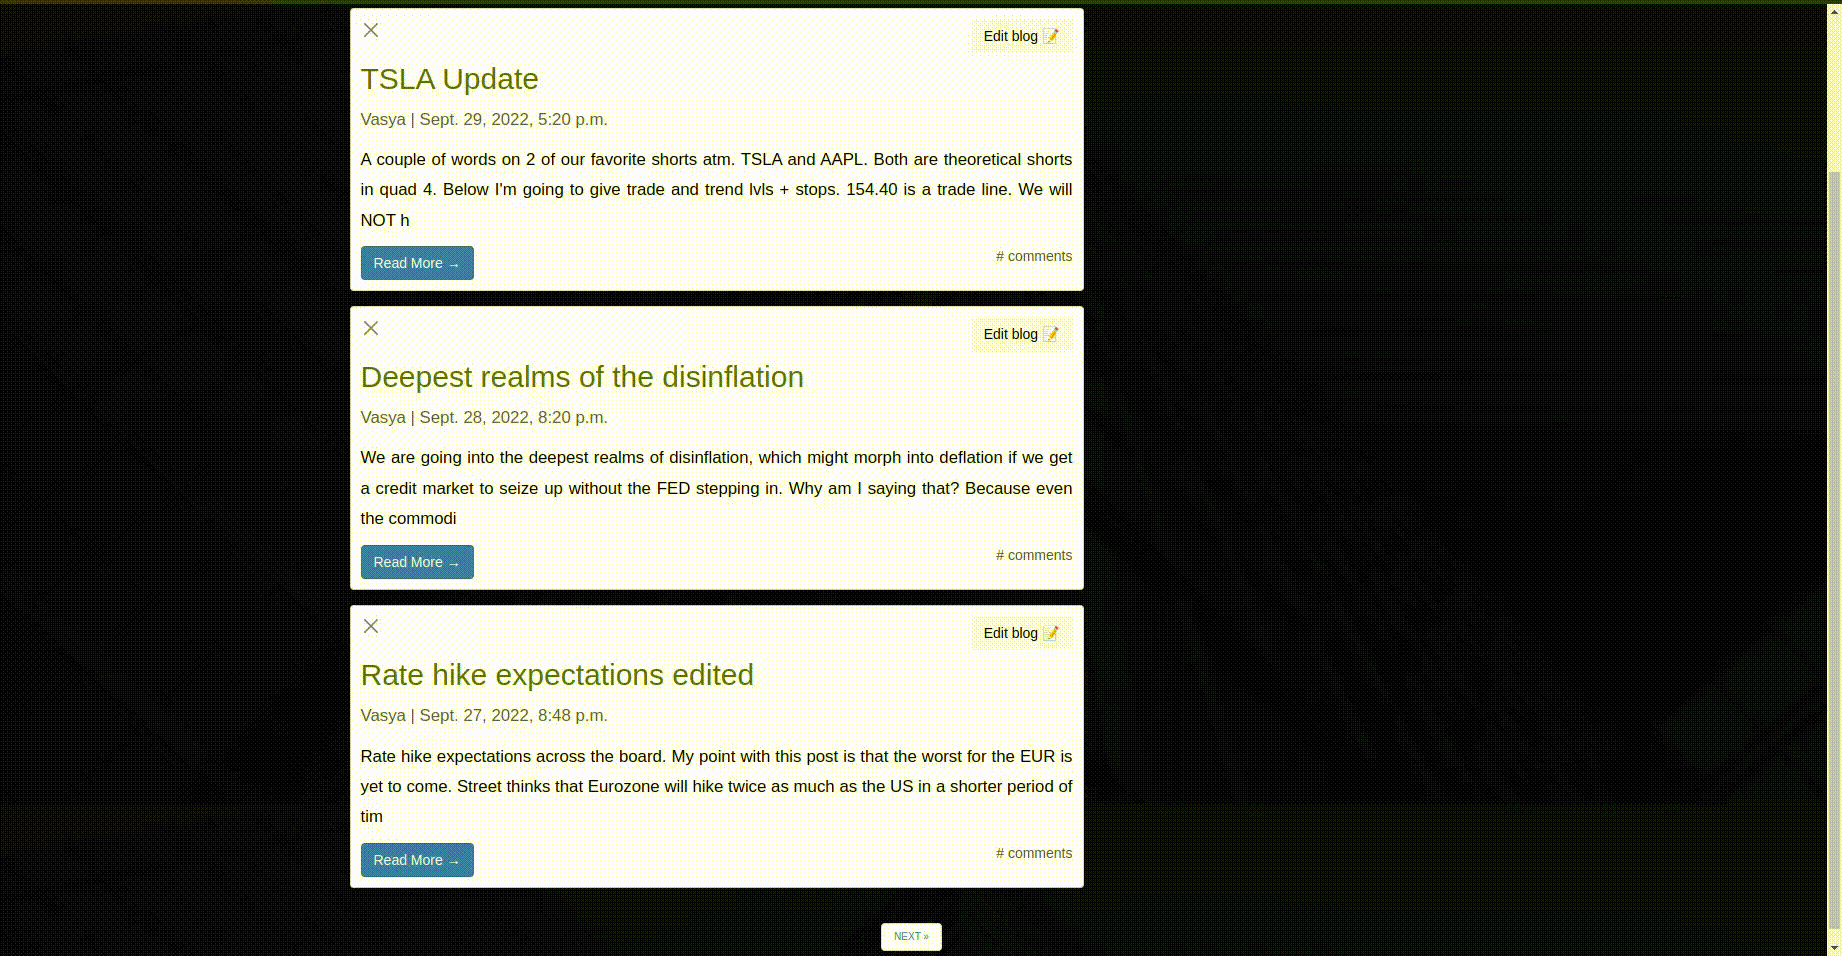 Edit blog 📝
TSLA Update
Vasya | Sept. 29, 2022, 5:20 p.m.
A couple of words on 2 of our favorite shorts atm. TSLA and AAPL. Both are theoretical shorts
in quad 4. Below I'm going to give trade and trend lvls + stops. 154.40 is a trade line. We will
NOT h
Read More →
# comments
Edit blog 📝
Deepest realms of the disinflation
Vasya | Sept. 28, 2022, 8:20 p.m.
We are going into the deepest realms of disinflation, which might morph into deflation if we get
a credit market to seize up without the FED stepping in. Why am I saying that? Because even
the commodi
Read More →
# comments
Edit blog 📝
Rate hike expectations edited
Vasya | Sept. 27, 2022, 8:48 p.m.
Rate hike expectations across the board. My point with this post is that the worst for the EUR is
yet to come. Street thinks that Eurozone will hike twice as much as the US in a shorter period of
tim
Read More →
# comments
NEXT »